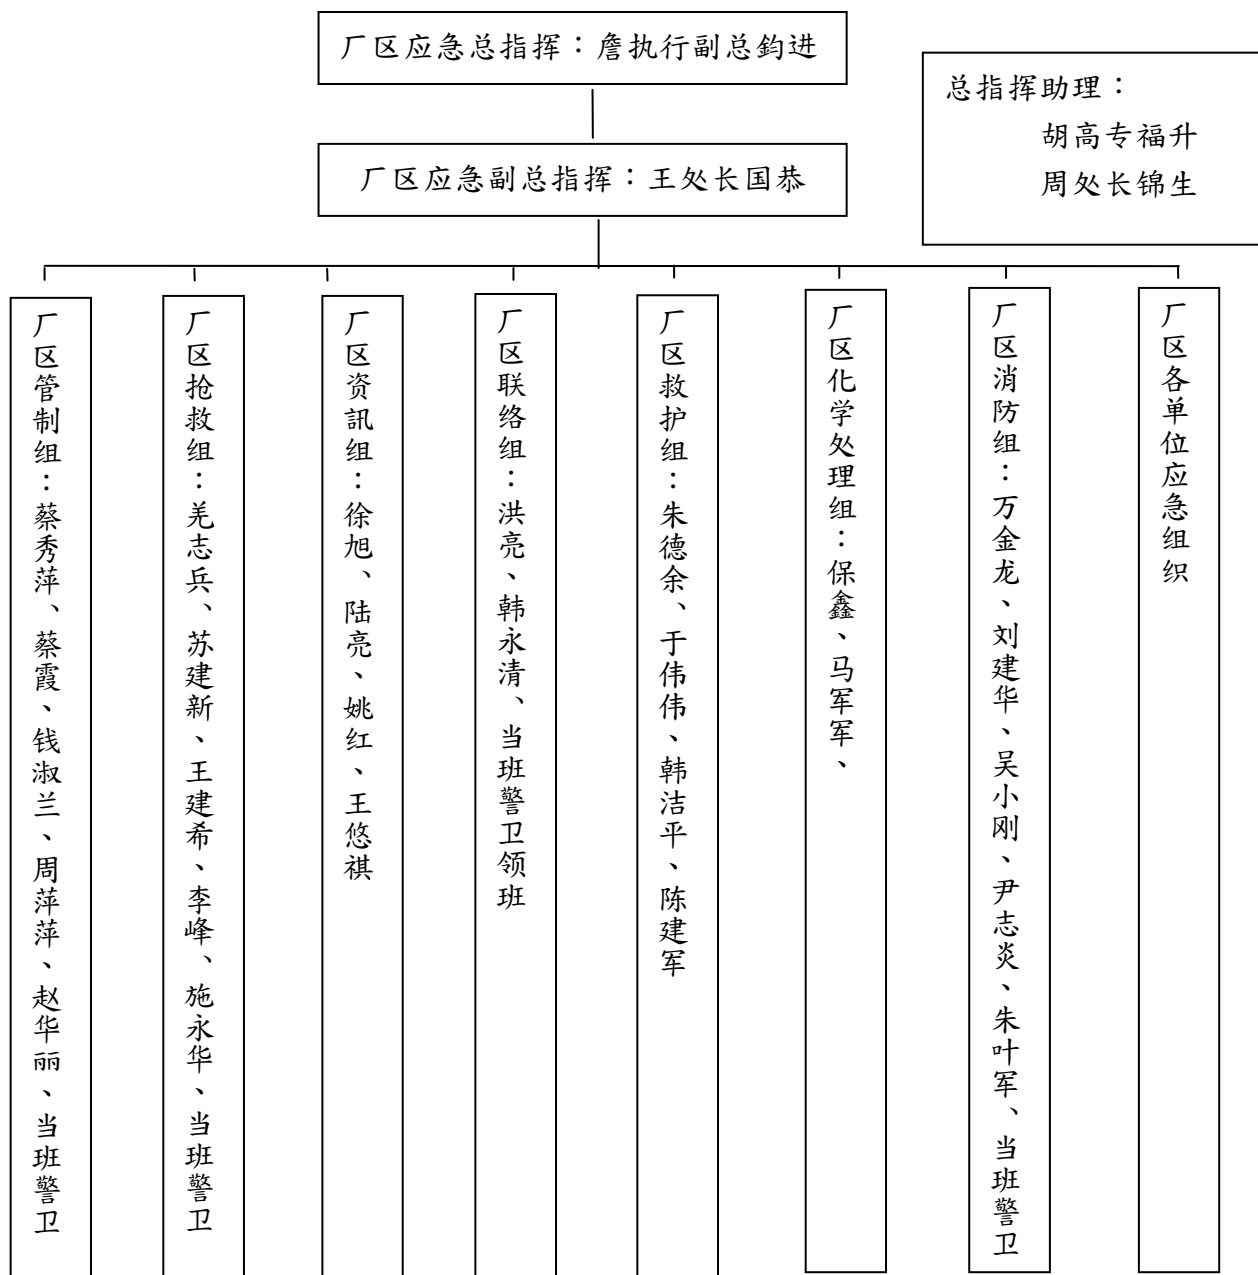 厂区应急总指挥：詹执行副总鈞进
总指挥助理：
胡高专福升
周处长锦生
厂区应急副总指挥：王处长国恭
厂区管制组：蔡秀萍、蔡霞、钱淑兰、周萍萍、赵华丽、当班警卫
厂区抢救组：羌志兵、苏建新、王建希、李峰、施永华、当班警卫
厂区资訊组：徐旭、陆亮、姚红、王悠祺
厂区联络组：洪亮、韩永清、当班警卫领班
厂区救护组：朱德余、于伟伟、韩洁平、陈建军
厂区化学处理组：保鑫、马军军、
厂区消防组：万金龙、刘建华、吴小刚、尹志炎、朱叶军、当班警卫
厂区各单位应急组织